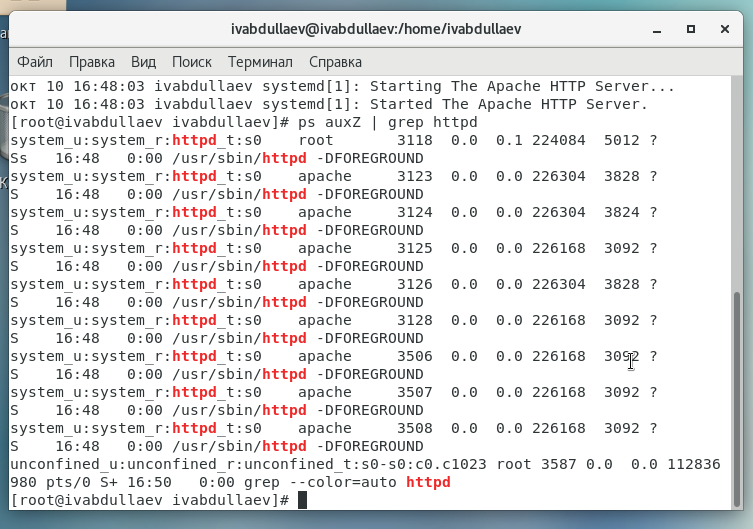 ivabdullaev@ivabdullaev:/home/ivabdullaev
Файл Правка Вид Поиск Терминал Справка
окт 10 16:48:03 ivabdullaev systemd[1]: Starting The Apache HTTP Server...
окт 10 16:48:03 ivabdullaev systemd[1]: Started The Apache HTTP Server.
[root@ivabdullaev ivabdullaev]# ps auxZ | grep httpd
system_u:system_r:httpd_t:s0    root       3118  0.0  0.1 224084  5012 ?
Ss   16:48   0:00 /usr/sbin/httpd -DFOREGROUND
system_u:system_r:httpd_t:s0    apache     3123  0.0  0.0 226304  3828 ?
S    16:48   0:00 /usr/sbin/httpd -DFOREGROUND
system_u:system_r:httpd_t:s0    apache     3124  0.0  0.0 226304  3824 ?
S    16:48   0:00 /usr/sbin/httpd -DFOREGROUND
system_u:system_r:httpd_t:s0    apache     3125  0.0  0.0 226168  3092 ?
S    16:48   0:00 /usr/sbin/httpd -DFOREGROUND
system_u:system_r:httpd_t:s0    apache     3126  0.0  0.0 226304  3828 ?
S    16:48   0:00 /usr/sbin/httpd -DFOREGROUND
system_u:system_r:httpd_t:s0    apache     3128  0.0  0.0 226168  3092 ?
S    16:48   0:00 /usr/sbin/httpd -DFOREGROUND
system_u:system_r:httpd_t:s0    apache     3506  0.0  0.0 226168  3092 ?
S    16:48   0:00 /usr/sbin/httpd -DFOREGROUND
system_u:system_r:httpd_t:s0    apache     3507  0.0  0.0 226168  3092 ?
S    16:48   0:00 /usr/sbin/httpd -DFOREGROUND
system_u:system_r:httpd_t:s0    apache     3508  0.0  0.0 226168  3092 ?
S    16:48   0:00 /usr/sbin/httpd -DFOREGROUND
unconfined_u:unconfined_r:unconfined_t:s0-s0:c0.c1023 root 3587 0.0  0.0 112836
980 pts/0 S+ 16:50   0:00 grep --color=auto httpd
[root@ivabdullaev ivabdullaev]#